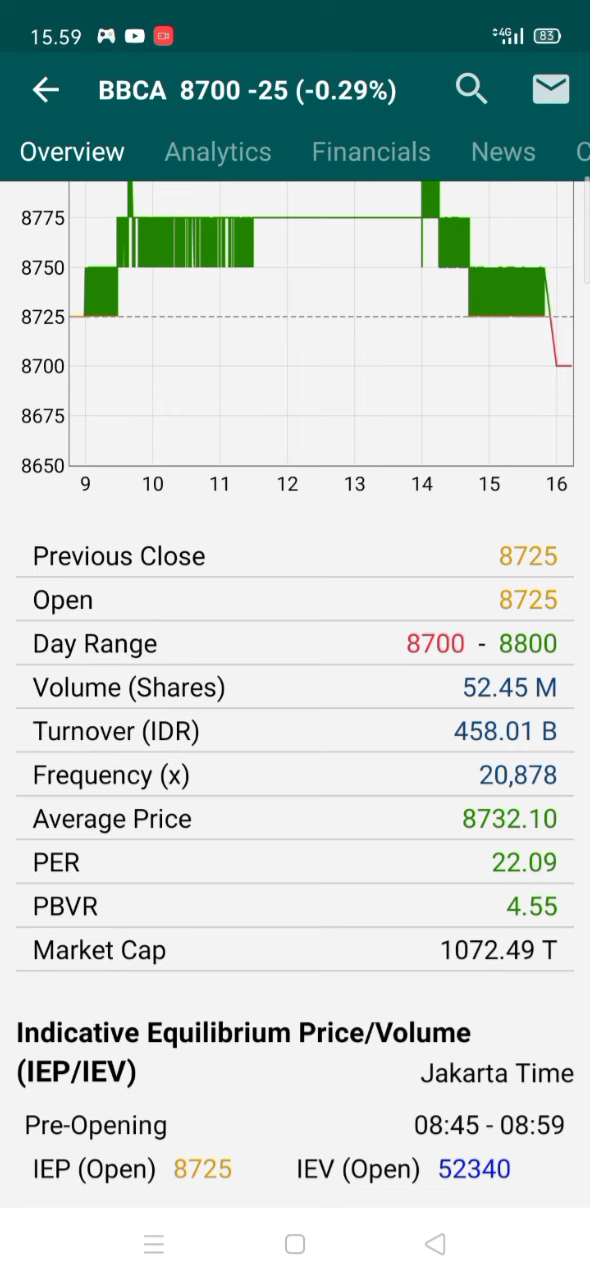 15.59
4G
83
BBCA 8700 -25 (-0.29%)
Overview Analytics Financials News C
8775
8750
8725
8700
8675
8650
9 10 11 12 13 14 15 16
Previous Close 8725
Open 8725
Day Range 8700 - 8800
Volume (Shares) 52.45 M
Turnover (IDR) 458.01 B
Frequency (x) 20,878
Average Price 8732.10
PER 22.09
PBVR 4.55
Market Cap 1072.49 T
Indicative Equilibrium Price/Volume
(IEP/IEV) Jakarta Time
Pre-Opening 08:45 - 08:59
IEP (Open) 8725 IEV (Open) 52340